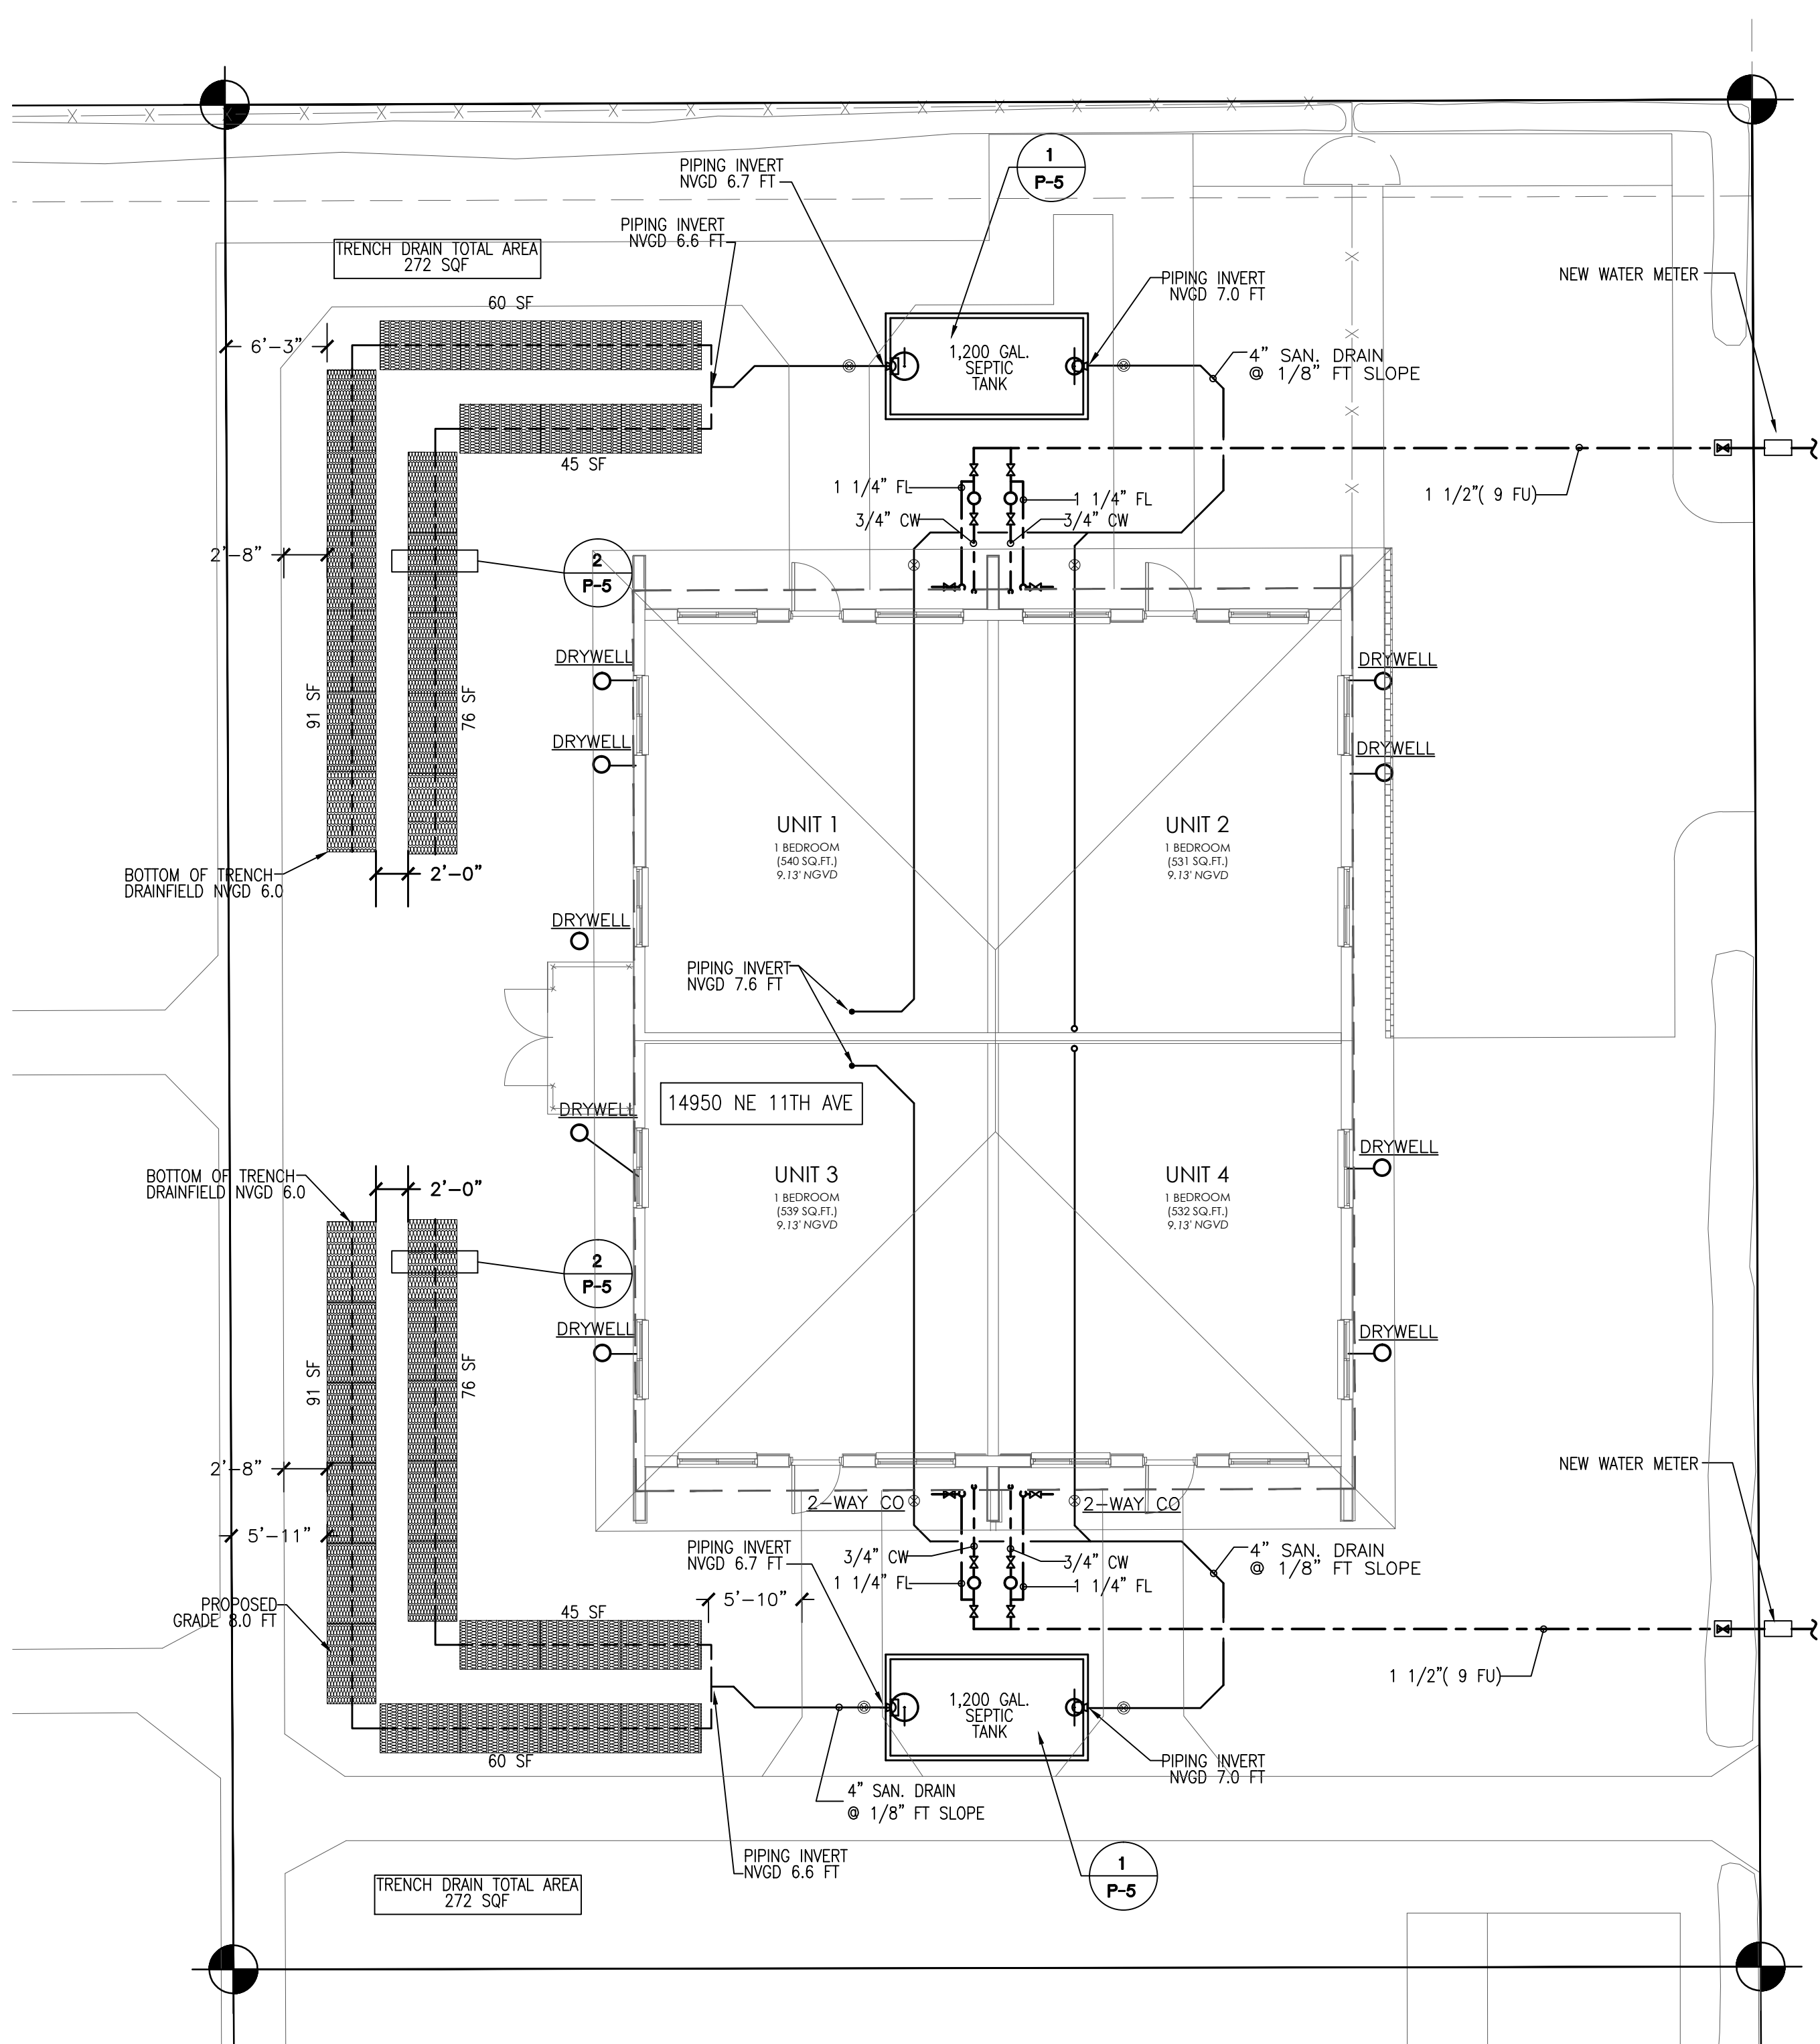 1
P-5
PIPING INVERT
NVGD 6.7 FT
PIPING INVERT
NVGD 6.6 FT
TRENCH DRAIN TOTAL AREA
272 SQF
PIPING INVERT
NVGD 7.0 FT
NEW WATER METER
60 SF
6'-3"
1,200 GAL.
SEPTIC
TANK
4" SAN. DRAIN
@ 1/8" FT SLOPE
45 SF
1 1/4" FL
1 1/4" FL
1 1/2"( 9 FU)
3/4" CW
3/4" CW
2'-8"
2
P-5
DRYWELL
DRYWELL
91 SF
76 SF
DRYWELL
DRYWELL
UNIT 1
1 BEDROOM
(540 SQ.FT.)
9.13' NGVD
UNIT 2
1 BEDROOM
(531 SQ.FT.)
9.13' NGVD
BOTTOM OF TRENCH
DRAINFIELD NVGD 6.0
2'-0"
DRYWELL
PIPING INVERT
NVGD 7.6 FT
14950 NE 11TH AVE
DRYWELL
DRYWELL
BOTTOM OF TRENCH
DRAINFIELD NVGD 6.0
2'-0"
UNIT 3
1 BEDROOM
(539 SQ.FT.)
9.13' NGVD
UNIT 4
1 BEDROOM
(532 SQ.FT.)
9.13' NGVD
2
P-5
DRYWELL
DRYWELL
91 SF
76 SF
2'-8"
NEW WATER METER
2-WAY CO
2-WAY CO
5'-11"
PIPING INVERT
NVGD 6.7 FT
3/4" CW
3/4" CW
4" SAN. DRAIN
@ 1/8" FT SLOPE
1 1/4" FL
1 1/4" FL
5'-10"
PROPOSED
GRADE 8.0 FT
45 SF
1 1/2"( 9 FU)
1,200 GAL.
SEPTIC
TANK
60 SF
PIPING INVERT
NVGD 7.0 FT
4" SAN. DRAIN
@ 1/8" FT SLOPE
PIPING INVERT
NVGD 6.6 FT
1
P-5
TRENCH DRAIN TOTAL AREA
272 SQF